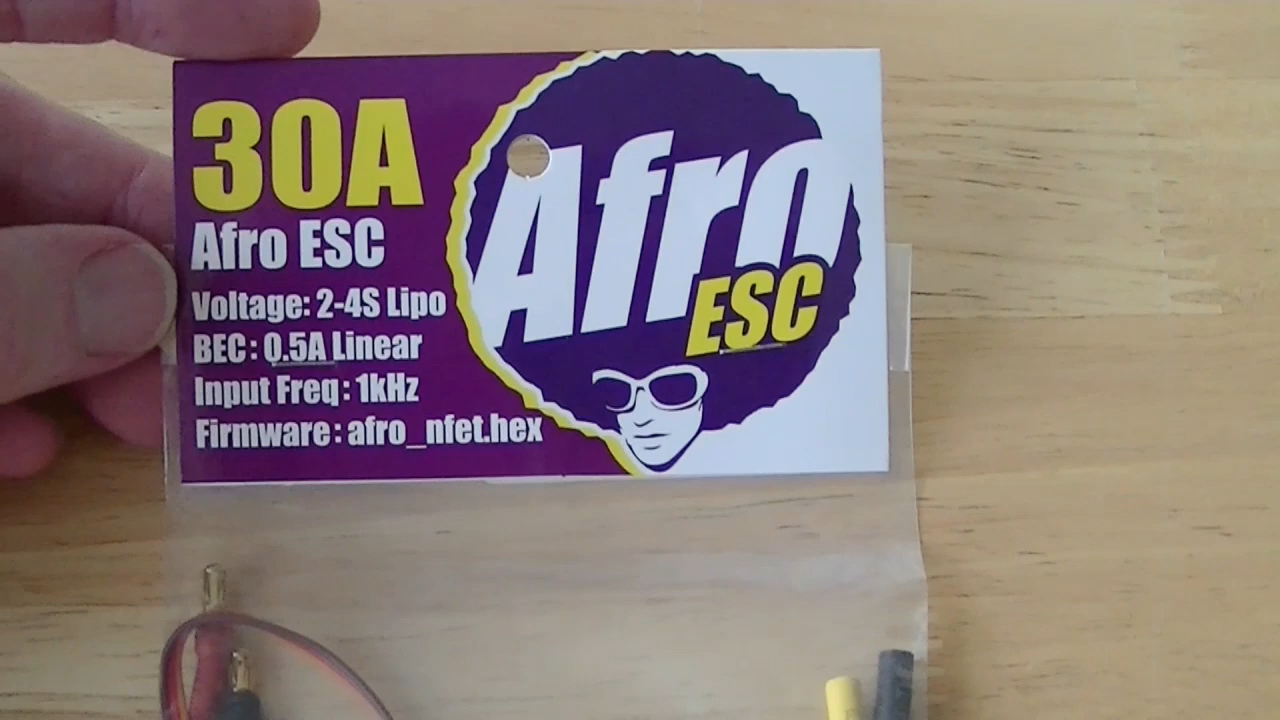 30A
Afro ESC
Voltage: 2-4S Lipo
BEC: 0.5A Linear
Input Freq: 1kHz
Firmware: afro_nfet.hex
Afro
ESC